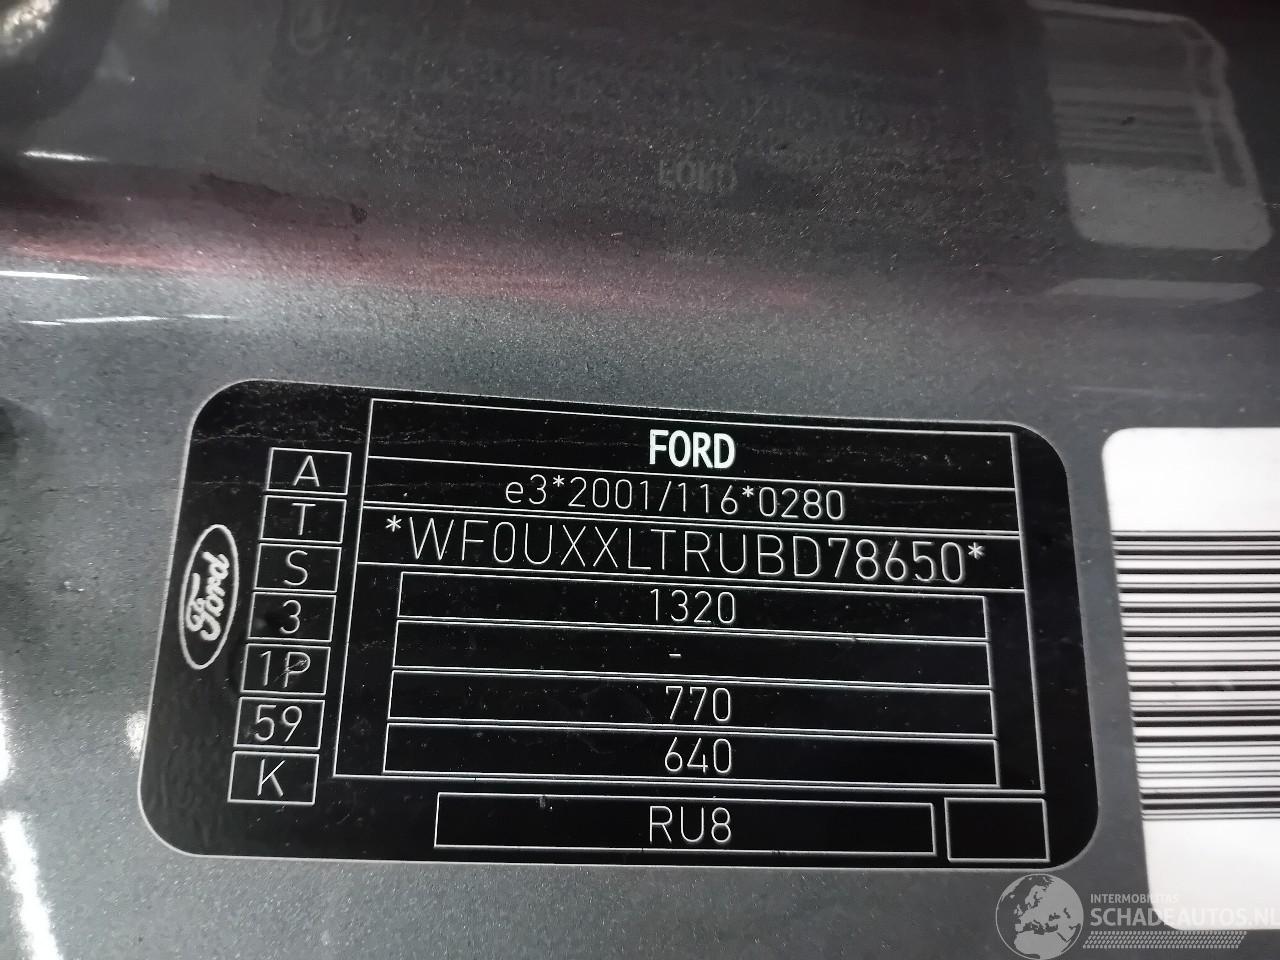 FORD
e3*2001/116*0280
*WF0UXXLTRUBD78650*
1320
-
770
640
RU8
A
T
S
3
1P
59
K
Ford
FORD
INTERMOBILITAS
SCHADEAUTOS.NL